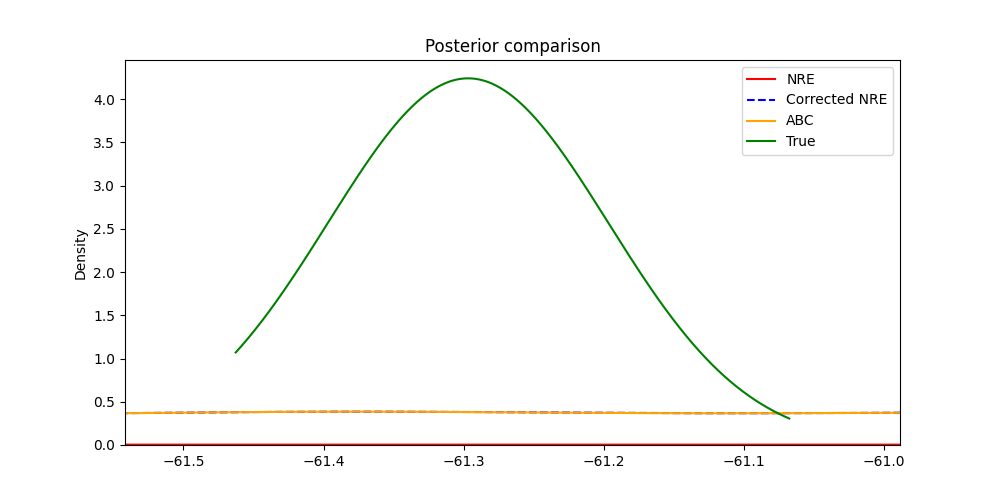 Posterior comparison
NRE
Corrected NRE
ABC
True
Density
4.0
3.5
3.0
2.5
2.0
1.5
1.0
0.5
0.0
−61.5
−61.4
−61.3
−61.2
−61.1
−61.0